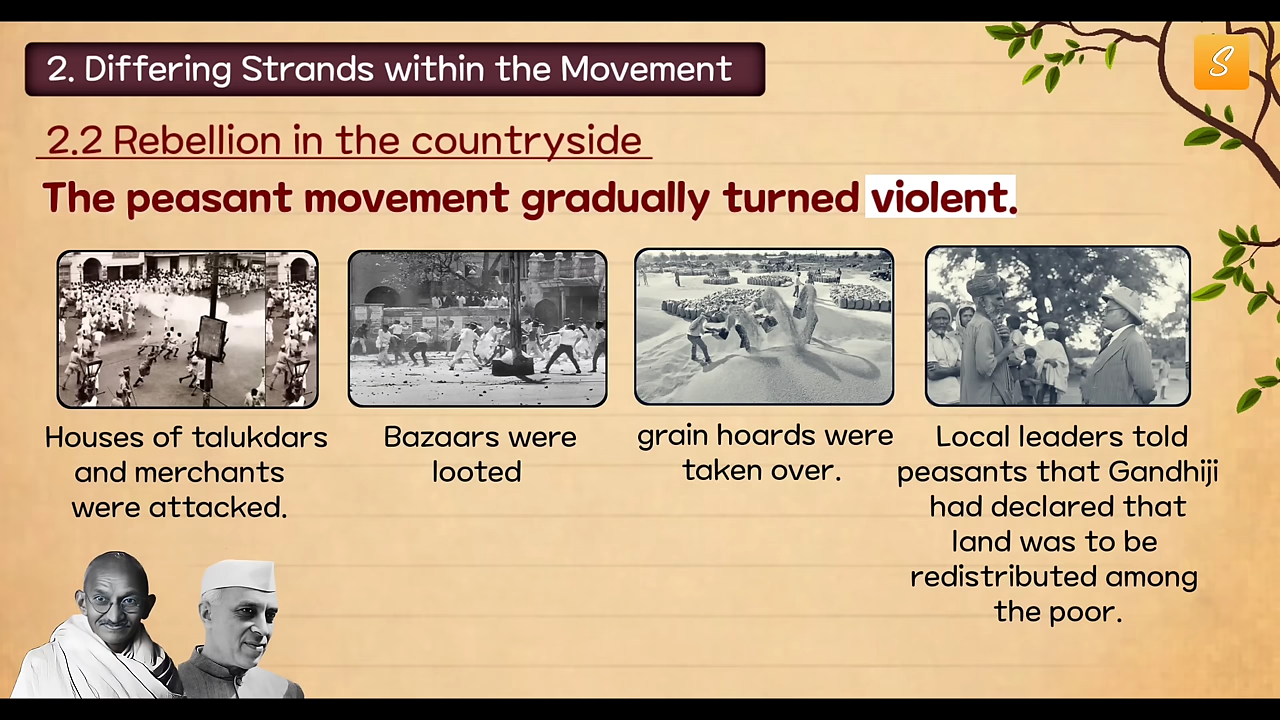 2. Differing Strands within the Movement
S
2.2 Rebellion in the countryside
The peasant movement gradually turned violent.
Houses of talukdars
and merchants
were attacked.
Bazaars were
looted
grain hoards were
taken over.
Local leaders told
peasants that Gandhiji
had declared that
land was to be
redistributed among
the poor.